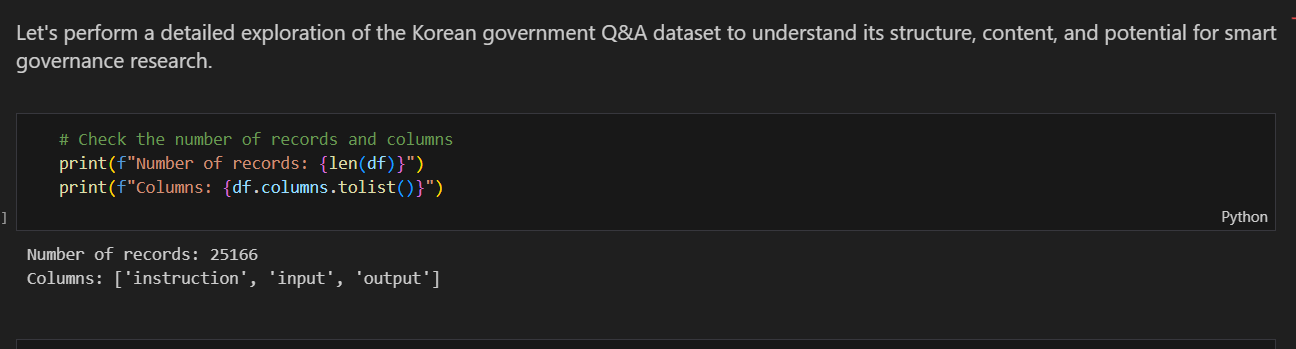 Let's perform a detailed exploration of the Korean government Q&A dataset to understand its structure, content, and potential for smart
governance research.
# Check the number of records and columns
print(f"Number of records: {len(df)}")
print(f"Columns: {df.columns.tolist()}")
]
Python
Number of records: 25166
Columns: ['instruction', 'input', 'output']